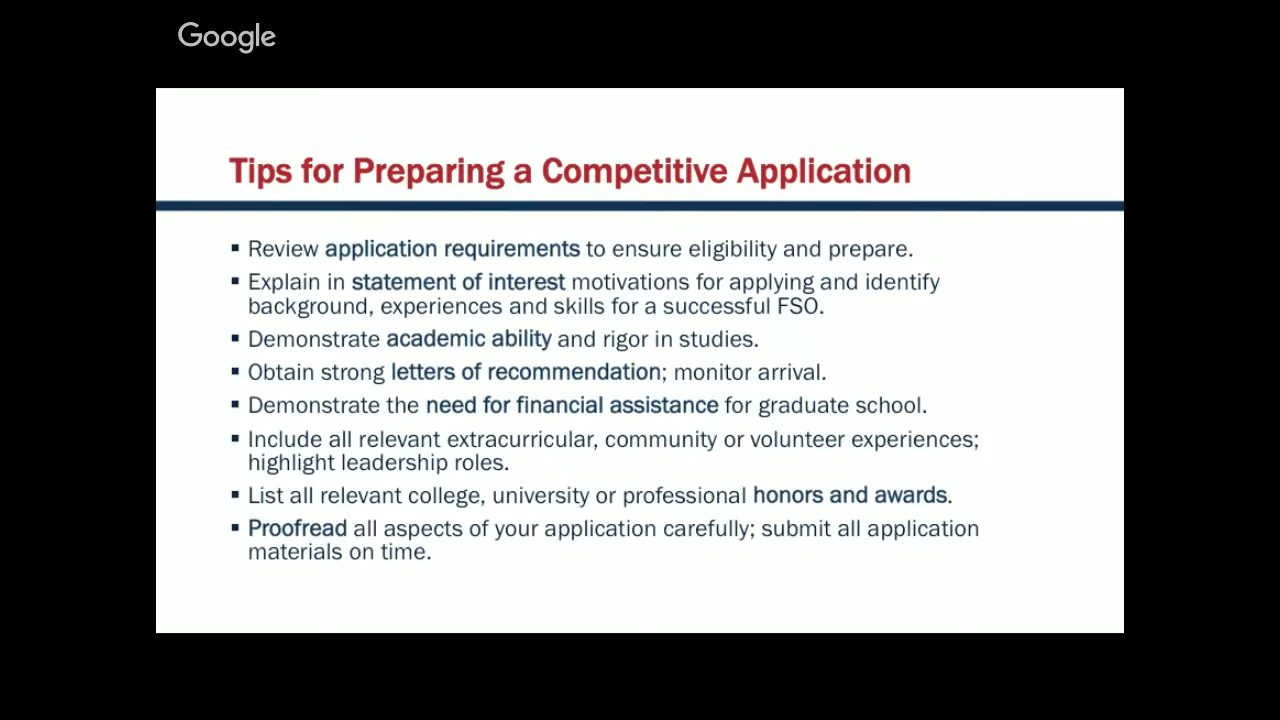 Google
Tips for Preparing a Competitive Application
▪ Review application requirements to ensure eligibility and prepare.
▪ Explain in statement of interest motivations for applying and identify
background, experiences and skills for a successful FSO.
▪ Demonstrate academic ability and rigor in studies.
▪ Obtain strong letters of recommendation; monitor arrival.
▪ Demonstrate the need for financial assistance for graduate school.
▪ Include all relevant extracurricular, community or volunteer experiences;
highlight leadership roles.
▪ List all relevant college, university or professional honors and awards.
▪ Proofread all aspects of your application carefully; submit all application
materials on time.